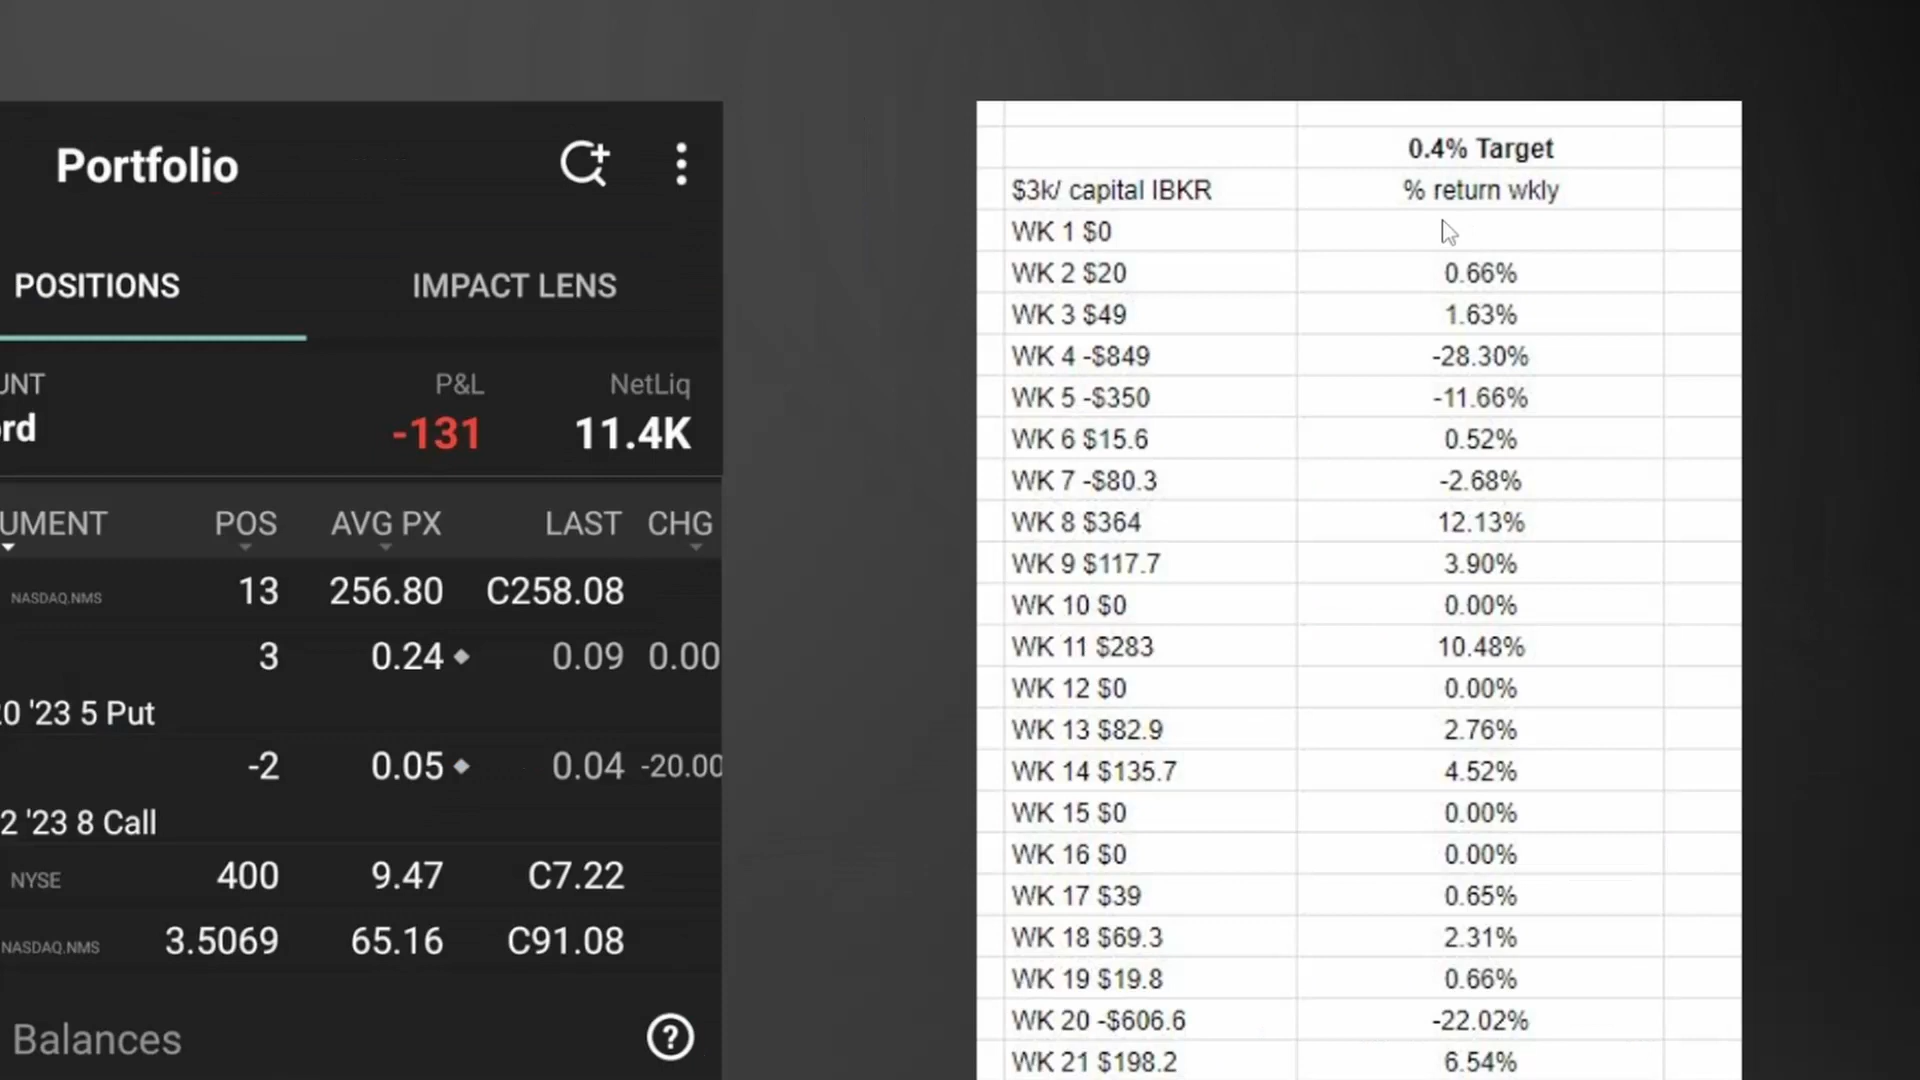 Portfolio
POSITIONS IMPACT LENS
UNT P&L NetLiq
ord -131 11.4K
UMENT POS AVG PX LAST CHG
NASDAQ.NMS 13 256.80 C258.08
3 0.24 0.09 0.00
0 '23 5 Put
-2 0.05 0.04 -20.00
2 '23 8 Call
NYSE 400 9.47 C7.22
NASDAQ.NMS 3.5069 65.16 C91.08
Balances ?
0.4% Target
$3k/ capital IBKR % return wkly
WK 1 $0
WK 2 $20 0.66%
WK 3 $49 1.63%
WK 4 -$849 -28.30%
WK 5 -$350 -11.66%
WK 6 $15.6 0.52%
WK 7 -$80.3 -2.68%
WK 8 $364 12.13%
WK 9 $117.7 3.90%
WK 10 $0 0.00%
WK 11 $283 10.48%
WK 12 $0 0.00%
WK 13 $82.9 2.76%
WK 14 $135.7 4.52%
WK 15 $0 0.00%
WK 16 $0 0.00%
WK 17 $39 0.65%
WK 18 $69.3 2.31%
WK 19 $19.8 0.66%
WK 20 -$606.6 -22.02%
WK 21 $198.2 6.54%